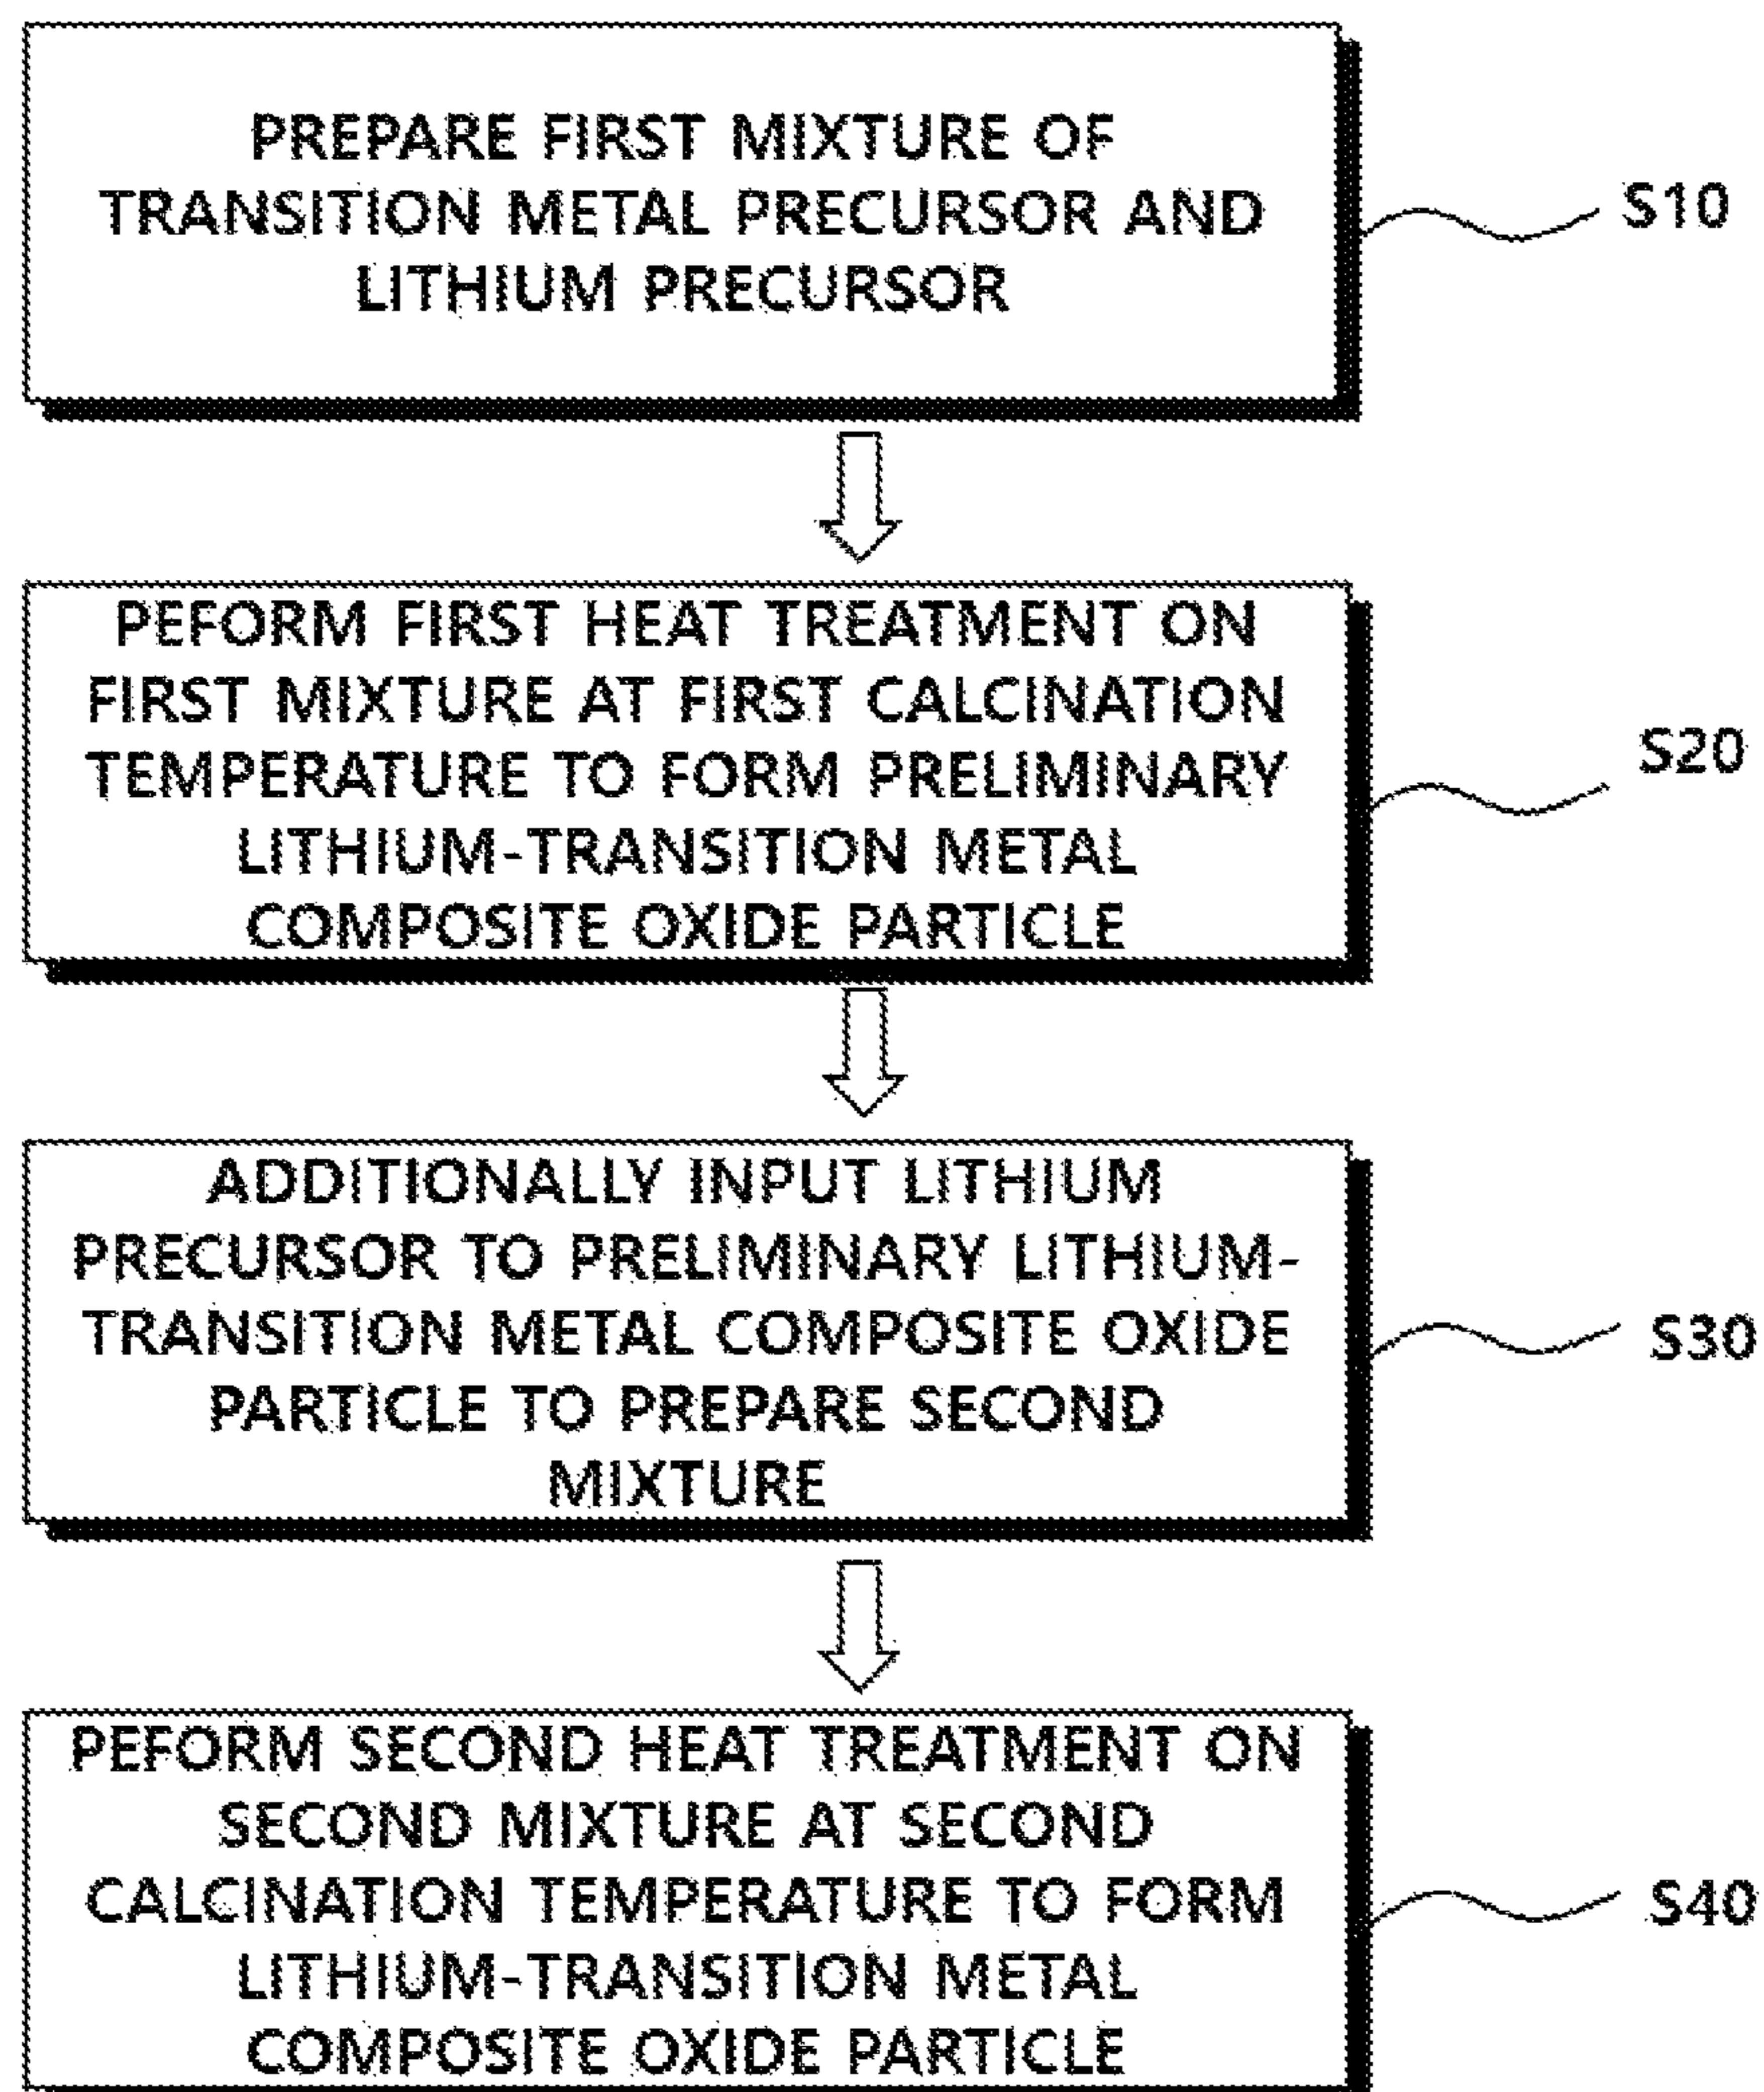 PREPARE FIRST MIXTURE OF
TRANSITION METAL PRECURSOR AND
LITHIUM PRECURSOR
S10
PEFORM FIRST HEAT TREATMENT ON
FIRST MIXTURE AT FIRST CALCINATION
TEMPERATURE TO FORM PRELIMINARY
LITHIUM-TRANSITION METAL
COMPOSITE OXIDE PARTICLE
S20
ADDITIONALLY INPUT LITHIUM
PRECURSOR TO PRELIMINARY LITHIUM-
TRANSITION METAL COMPOSITE OXIDE
PARTICLE TO PREPARE SECOND
MIXTURE
S30
PEFORM SECOND HEAT TREATMENT ON
SECOND MIXTURE AT SECOND
CALCINATION TEMPERATURE TO FORM
LITHIUM-TRANSITION METAL
COMPOSITE OXIDE PARTICLE
S40